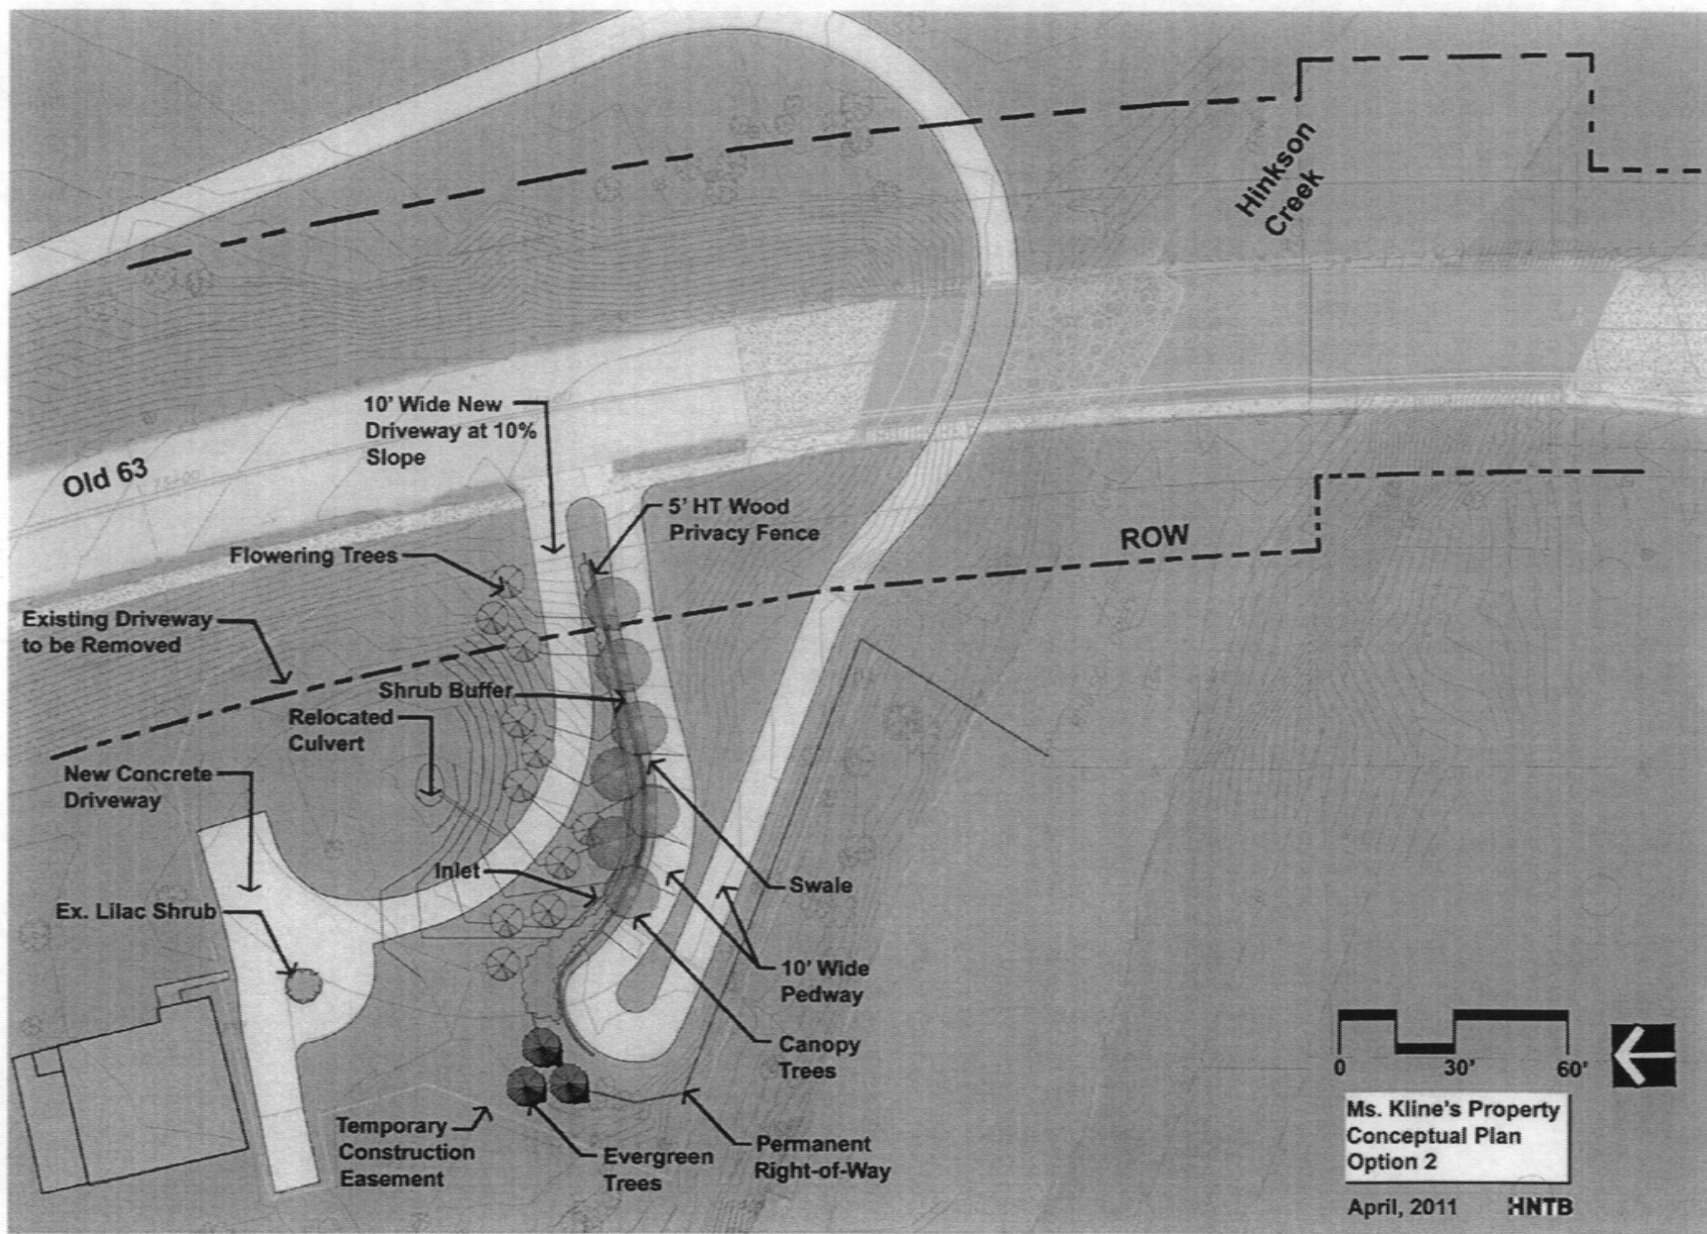 Hinkson
Creek
10' Wide New
Driveway at 10%
Slope
Old 63
5' HT Wood
Privacy Fence
ROW
Flowering Trees
Existing Driveway
to be Removed
Shrub Buffer
Relocated
Culvert
New Concrete
Driveway
Inlet
Swale
Ex. Lilac Shrub
10' Wide
Pedway
Canopy
Trees
0 30' 60'
Temporary
Construction
Easement
Evergreen
Trees
Permanent
Right-of-Way
Ms. Kline's Property
Conceptual Plan
Option 2
April, 2011 HNTB